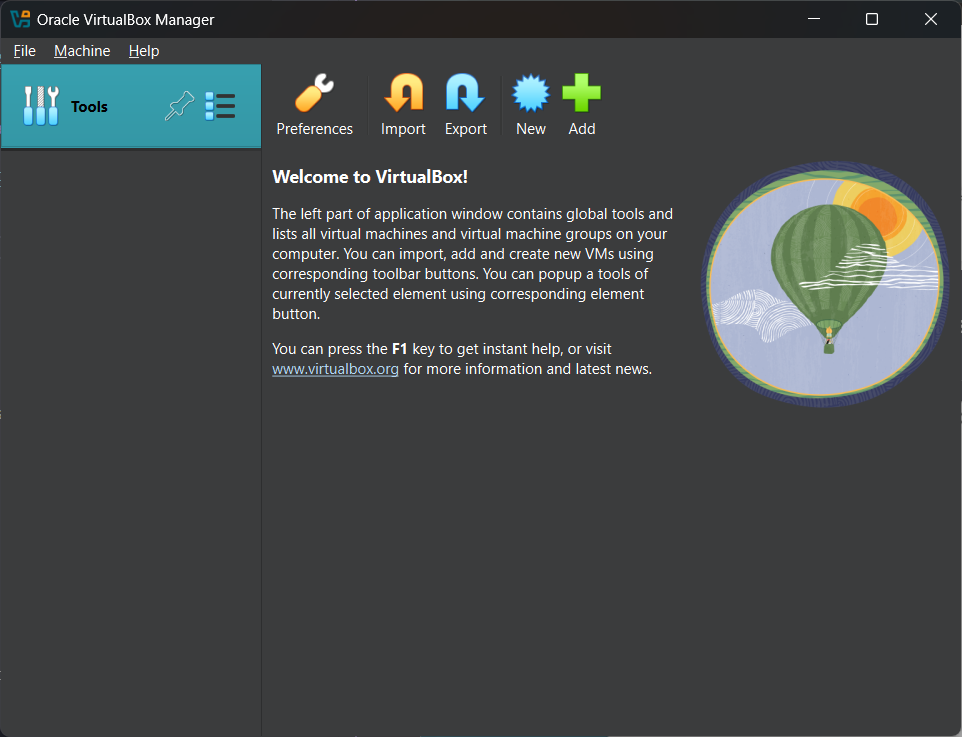 Oracle VirtualBox Manager
File Machine Help
Tools
Preferences Import Export New Add
Welcome to VirtualBox!
The left part of application window contains global tools and
lists all virtual machines and virtual machine groups on your
computer. You can import, add and create new VMs using
corresponding toolbar buttons. You can popup a tools of
currently selected element using corresponding element
button.
You can press the F1 key to get instant help, or visit
www.virtualbox.org for more information and latest news.